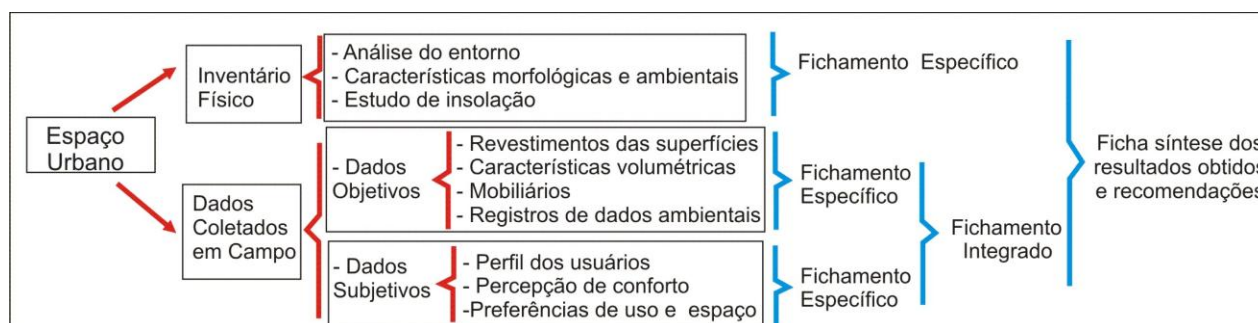 Espaço
Urbano
Inventário
Físico
- Análise do entorno
- Características morfológicas e ambientais
- Estudo de insolação
Fichamento Específico
Dados
Coletados
em Campo
- Dados
Objetivos
- Revestimentos das superfícies
- Características volumétricas
- Mobiliários
- Registros de dados ambientais
Fichamento
Específico
- Dados
Subjetivos
- Perfil dos usuários
- Percepção de conforto
-Preferências de uso e espaço
Fichamento
Específico
Fichamento
Integrado
Ficha síntese dos
resultados obtidos
e recomendações